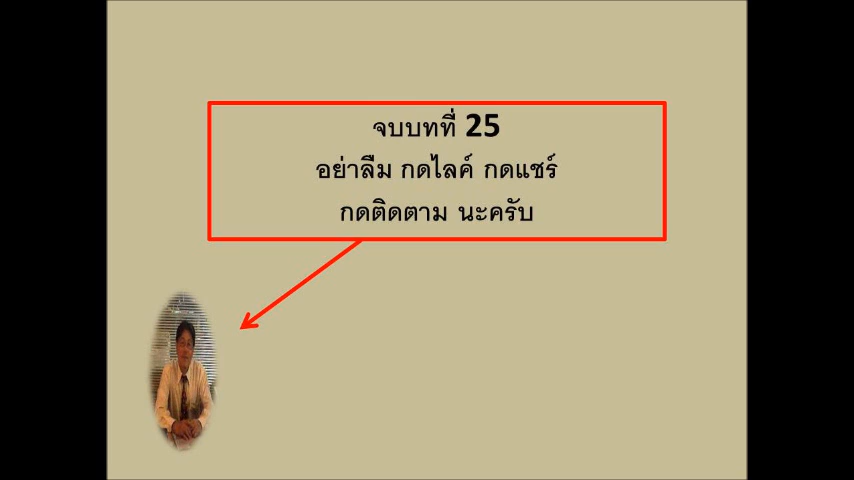 จบบทที่ 25
อย่าลืม กดไลค์ กดแชร์
กดติดตาม นะครับ